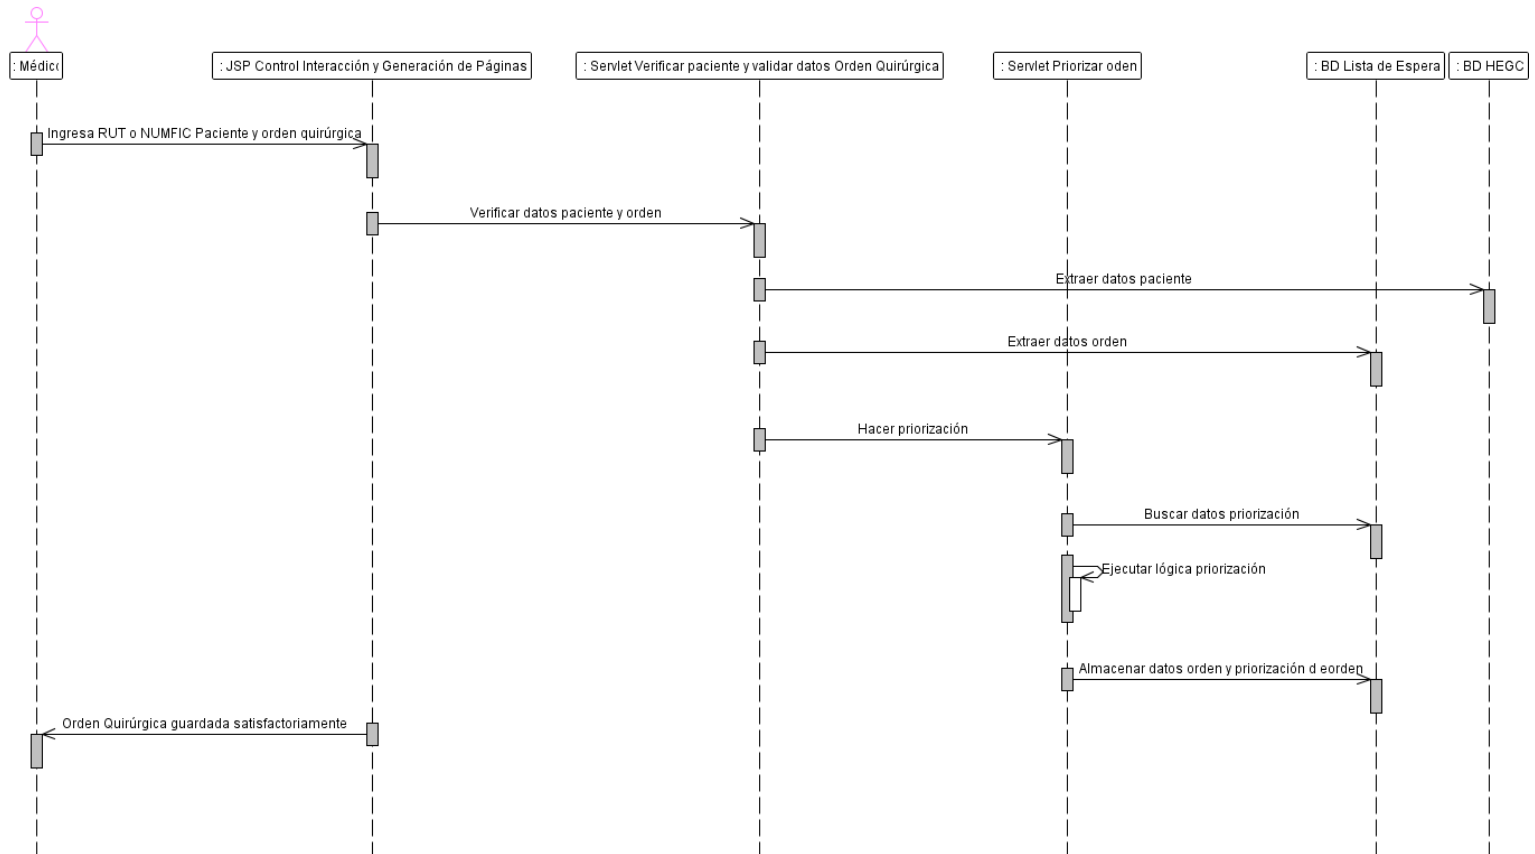 : Médico
: JSP Control Interacción y Generación de Páginas
: Servlet Verificar paciente y validar datos Orden Quirúrgica
: Servlet Priorizar oden
: BD Lista de Espera
: BD HEGC
Ingresa RUT o NUMFIC Paciente y orden quirúrgica
Verificar datos paciente y orden
Extraer datos paciente
Extraer datos orden
Hacer priorización
Buscar datos priorización
Ejecutar lógica priorización
Almacenar datos orden y priorización d eorden
Orden Quirúrgica guardada satisfactoriamente